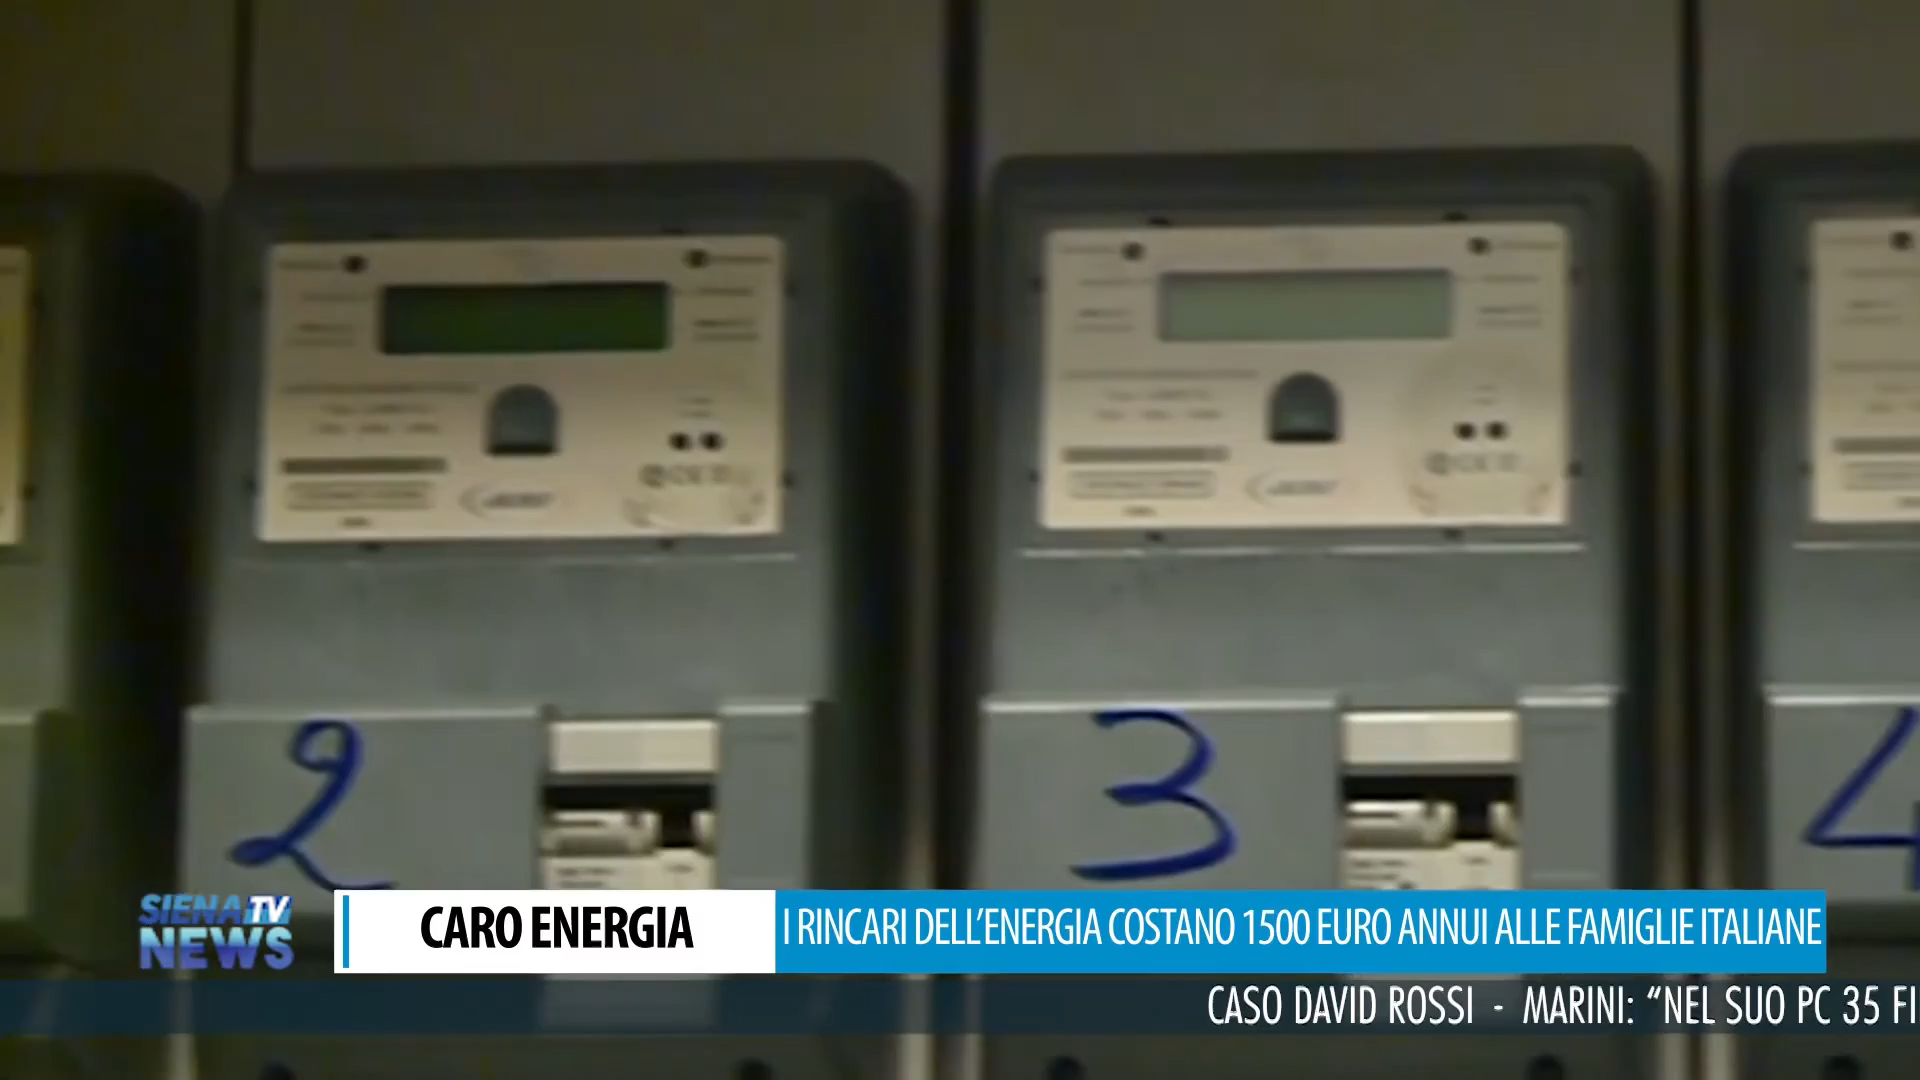 2
3
4
SIENA TV
NEWS
CARO ENERGIA
I RINCARI DELL'ENERGIA COSTANO 1500 EURO ANNUI ALLE FAMIGLIE ITALIANE
CASO DAVID ROSSI - MARINI: “NEL SUO PC 35 FI